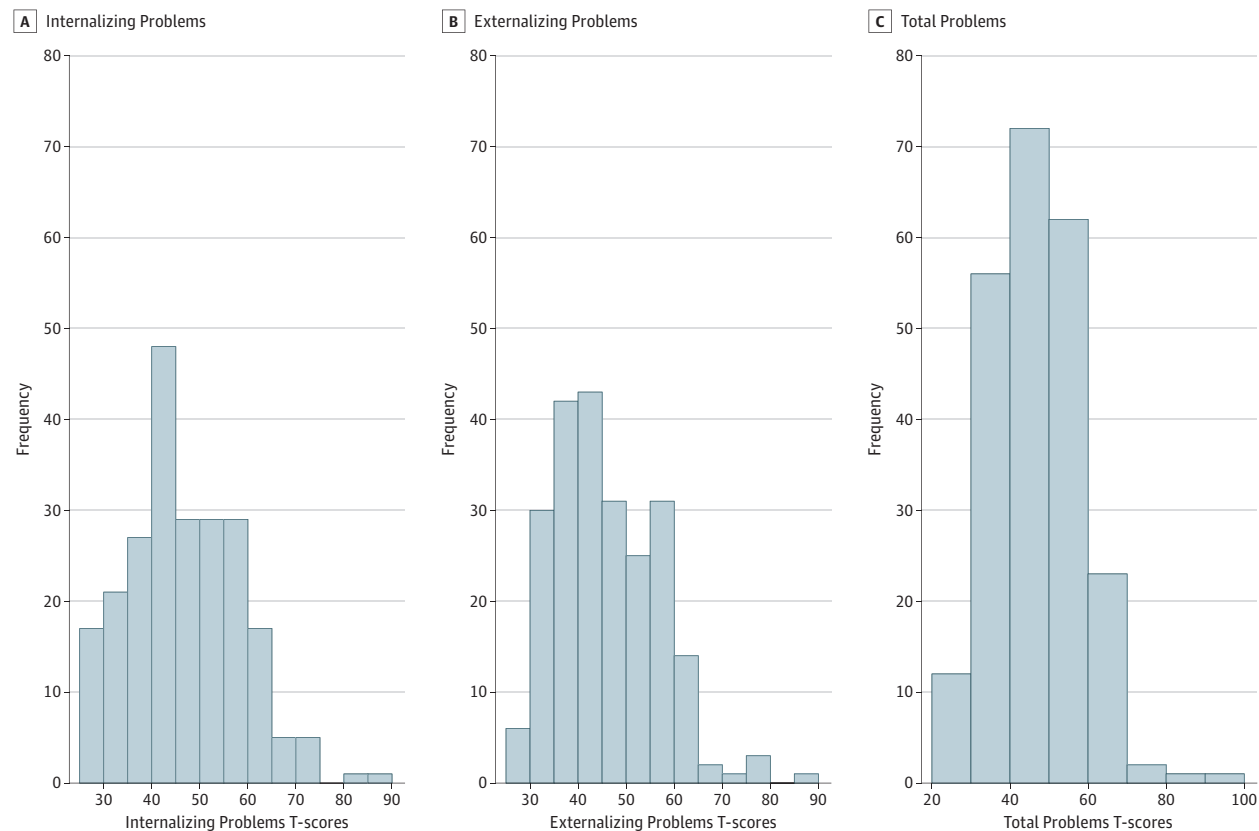 A Internalizing Problems
80
70
60
50
40
30
20
10
0
Frequency
30 40 50 60 70 80 90
Internalizing Problems T-scores
B Externalizing Problems
80
70
60
50
40
30
20
10
0
Frequency
30 40 50 60 70 80 90
Externalizing Problems T-scores
C Total Problems
80
70
60
50
40
30
20
10
0
Frequency
20 40 60 80 100
Total Problems T-scores